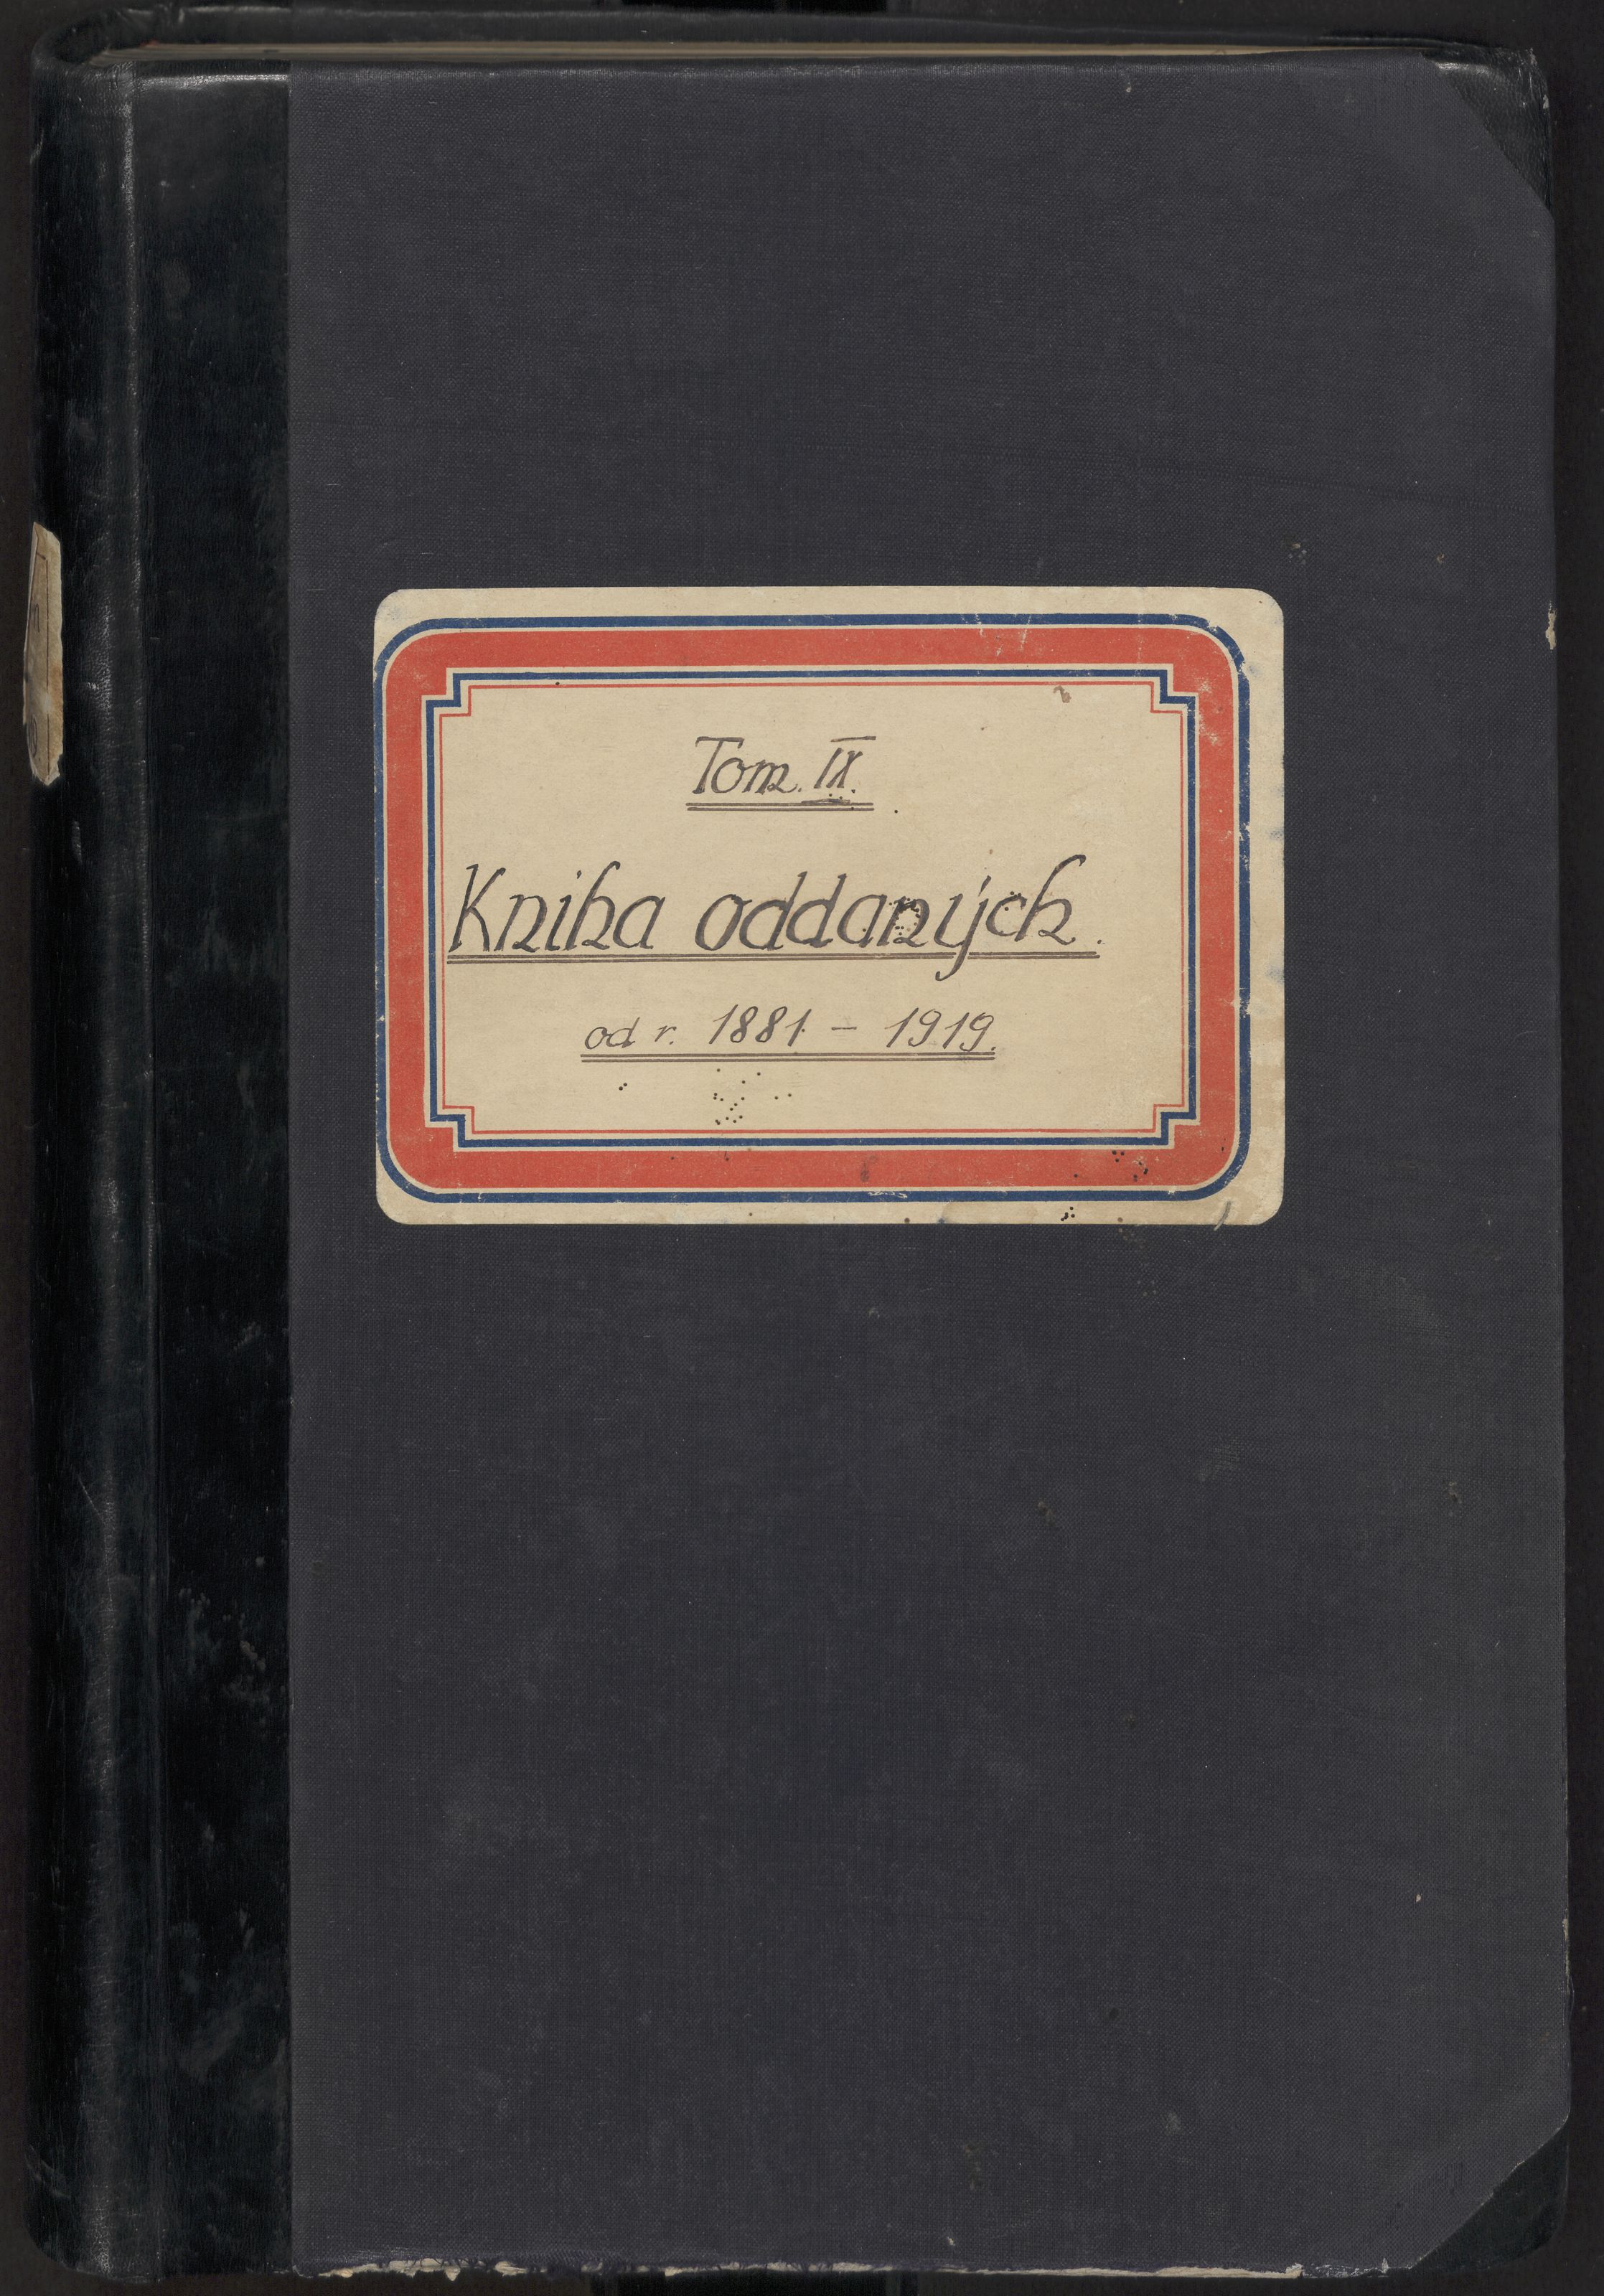 Tom. IX.
Kniha oddaných.
od r. 1881 - 1919.